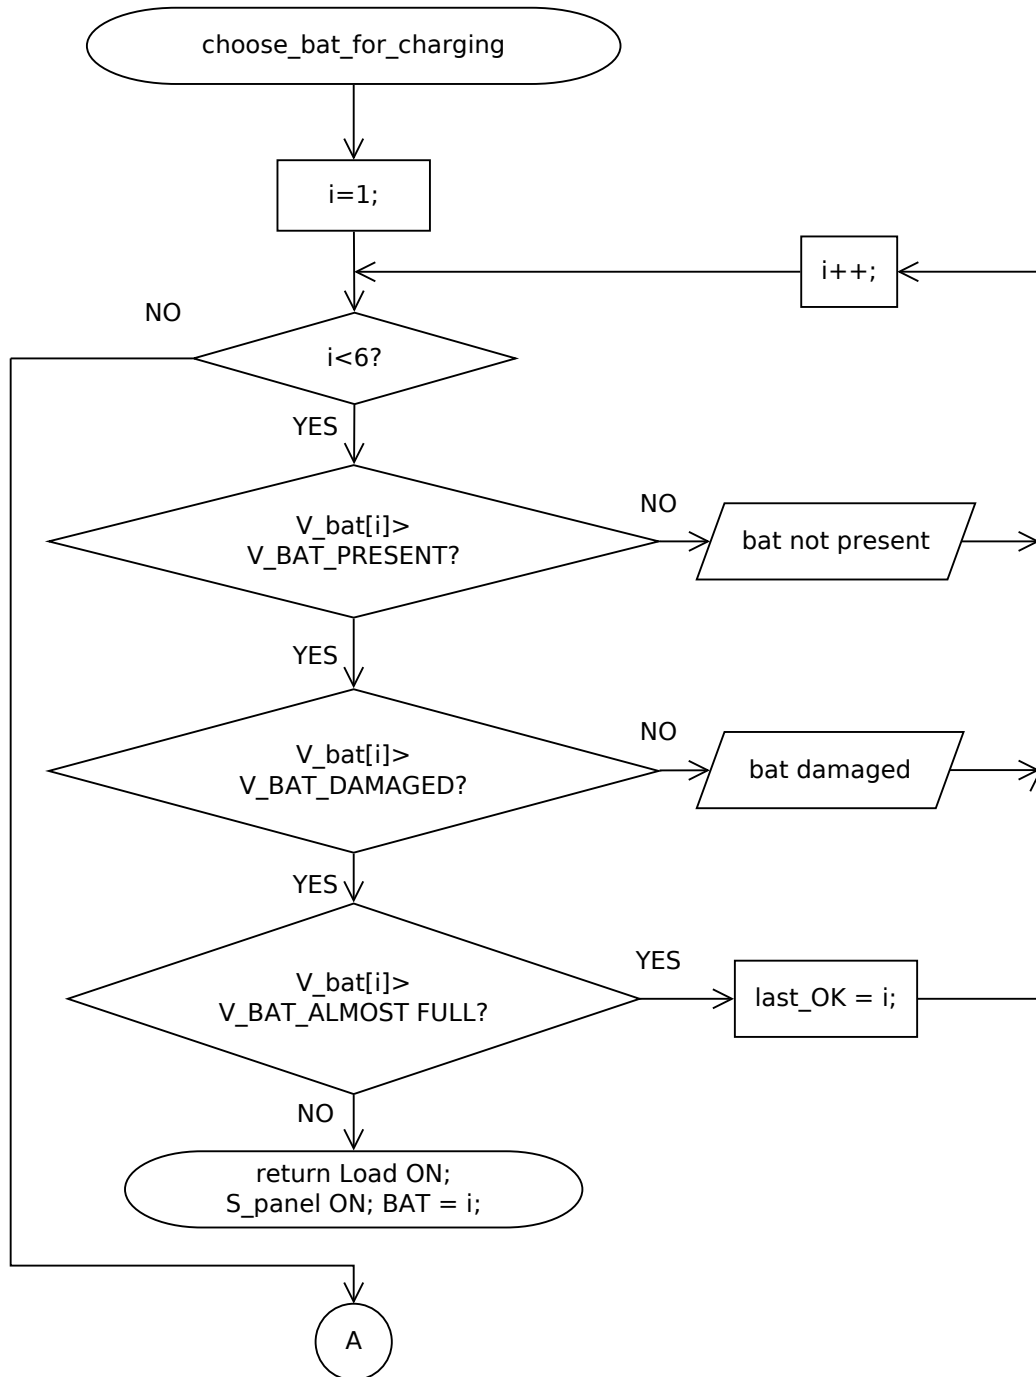 choose_bat_for_charging
i=1;
i++;
NO
i<6?
YES
V_bat[i]>
V_BAT_PRESENT?
NO
bat not present
YES
V_bat[i]>
V_BAT_DAMAGED?
NO
bat damaged
YES
V_bat[i]>
V_BAT_ALMOST FULL?
YES
last_OK = i;
NO
return Load ON;
S_panel ON; BAT = i;
A